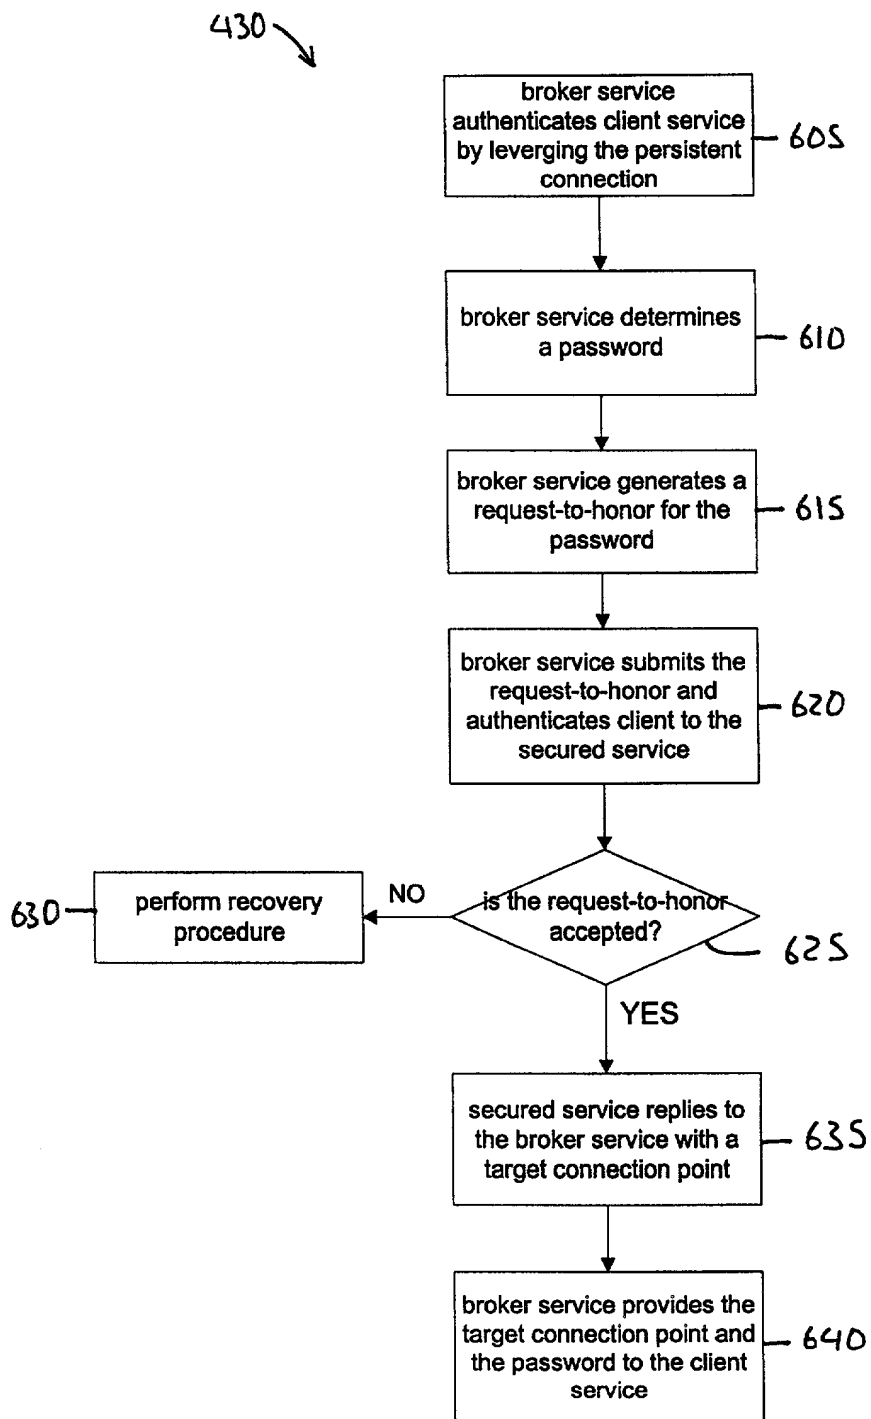 430
broker service
authenticates client service
by leverging the persistent
connection
605
broker service determines
a password
610
broker service generates a
request-to-honor for the
password
615
broker service submits the
request-to-honor and
authenticates client to the
secured service
620
is the request-to-honor
accepted?
625
NO
perform recovery
procedure
630
YES
secured service replies to
the broker service with a
target connection point
635
broker service provides the
target connection point and
the password to the client
service
640